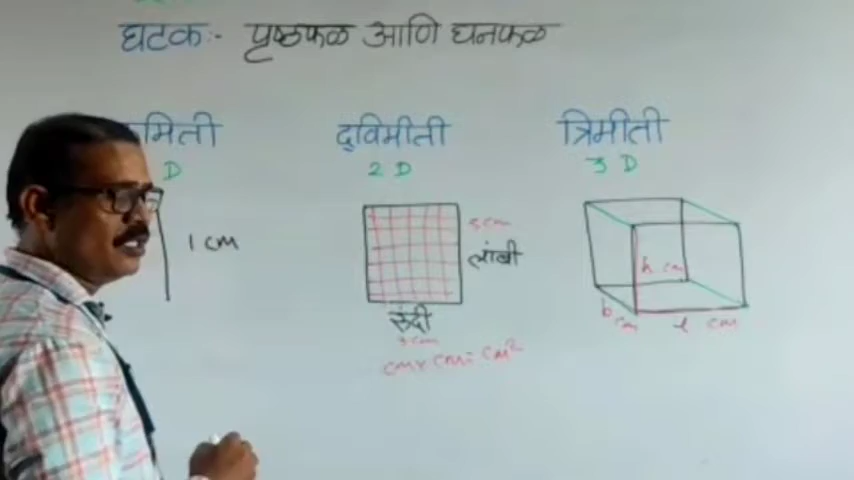 घटक:- पृष्ठफळ आणि घनफळ
मिती द्विमीती त्रिमीती
D 2 D 3 D
1 cm
5 cm
लांबी
रुंदी
cm x cm = cm²
h cm
b cm
l cm